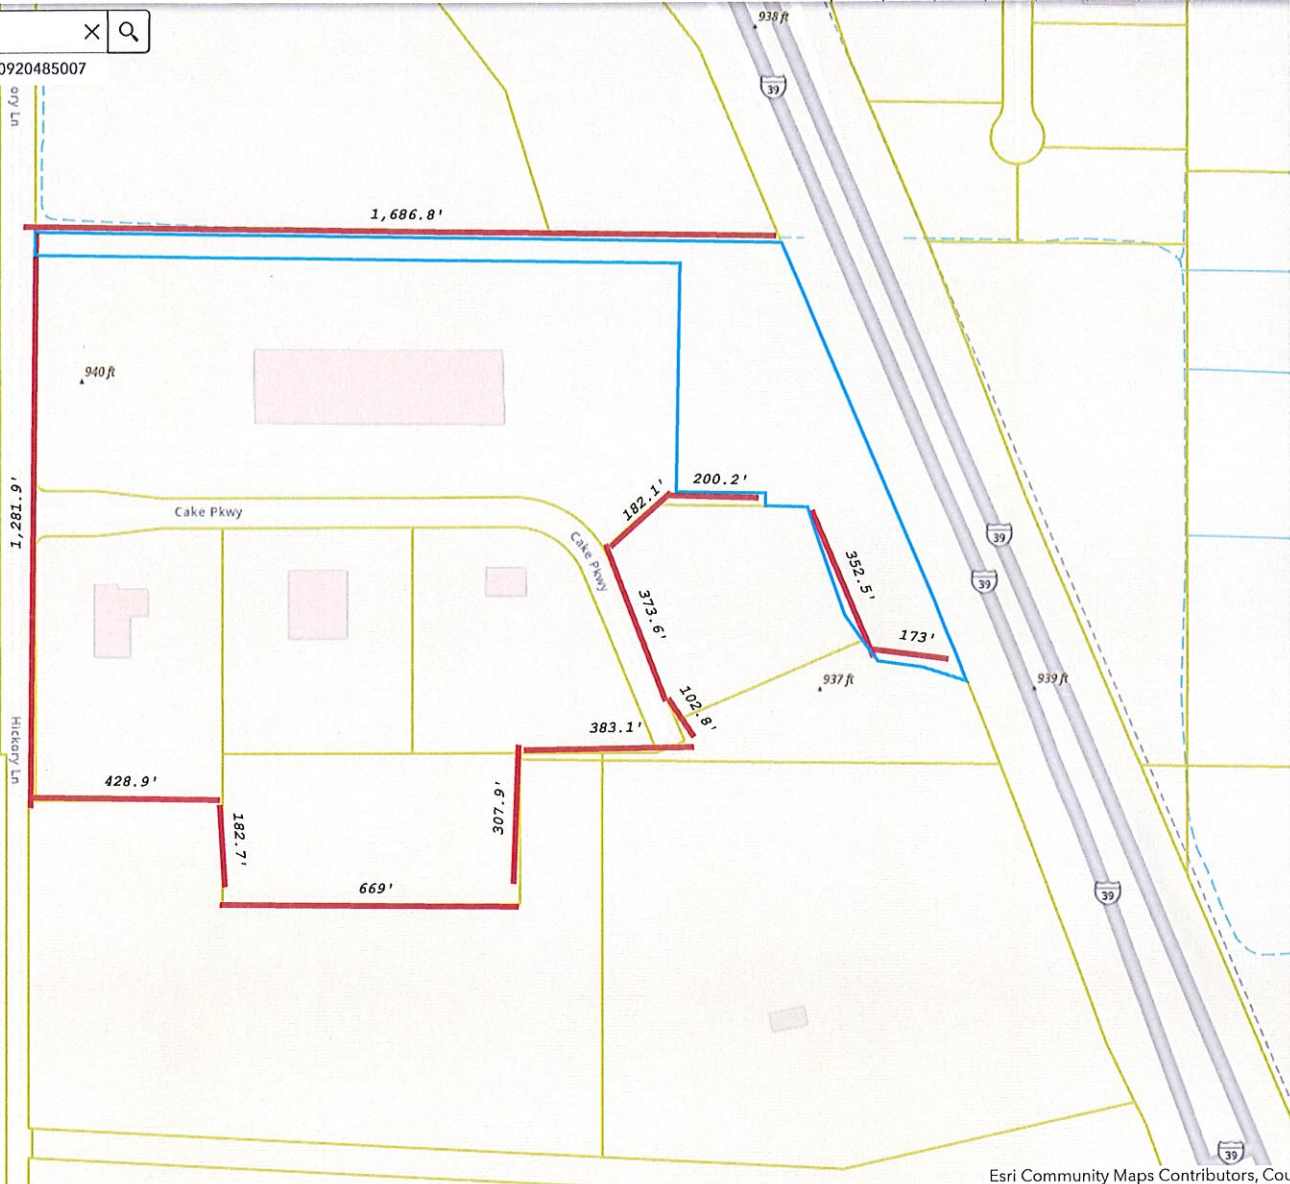 938 ft
39
0920485007
ory Ln
1,686.8'
940 ft
1,281.9'
200.2'
182.1'
Cake Pkwy
Cake Pkwy
39
352.5'
39
373.6'
173'
937 ft
939 ft
102.8'
383.1'
Hickory Ln
428.9'
307.9'
182.7'
669'
39
39
Esri Community Maps Contributors, Cou